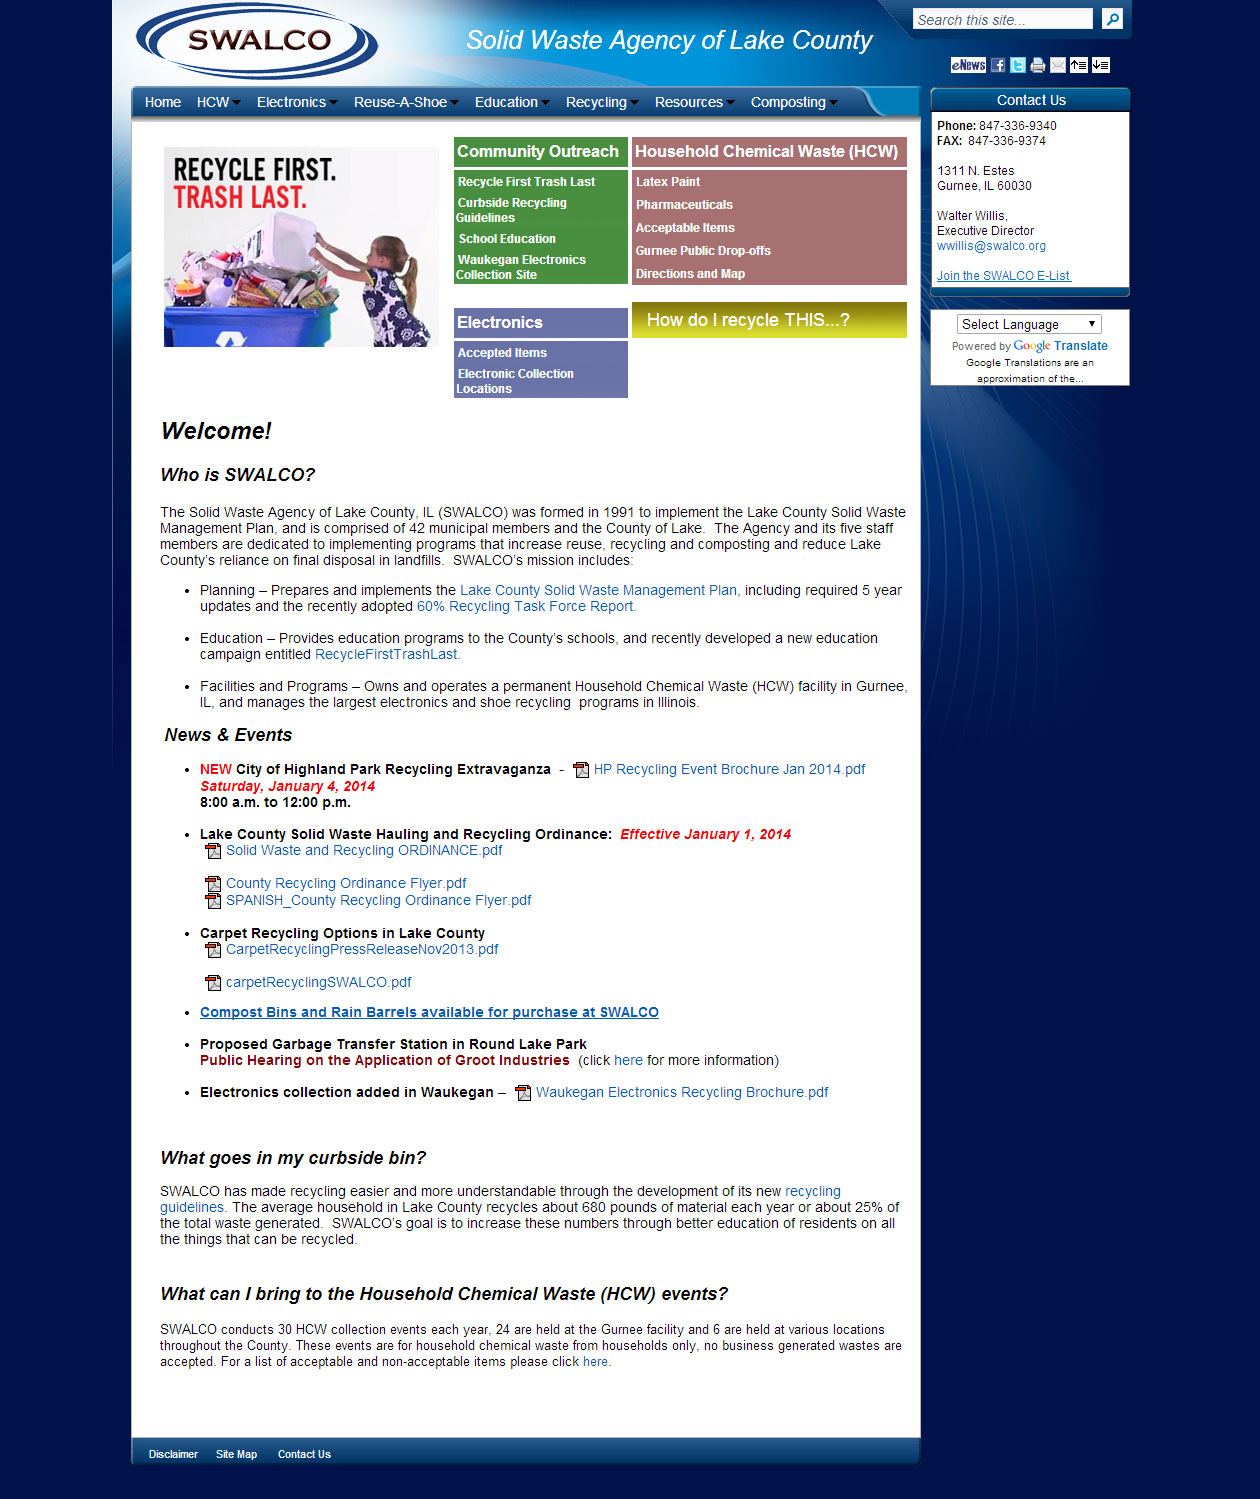 SWALCO
Solid Waste Agency of Lake County
Search this site...
eNews
Home HCW Electronics Reuse-A-Shoe Education Recycling Resources Composting
Contact Us
Phone: 847-336-9340
FAX: 847-336-9374
1311 N. Estes
Gurnee, IL 60030
Walter Willis,
Executive Director
wwillis@swalco.org
Join the SWALCO E-List
Select Language
Powered by Google Translate
Google Translations are an
approximation of the...
RECYCLE FIRST.
TRASH LAST.
Community Outreach
Recycle First Trash Last
Curbside Recycling
Guidelines
School Education
Waukegan Electronics
Collection Site
Household Chemical Waste (HCW)
Latex Paint
Pharmaceuticals
Acceptable Items
Gurnee Public Drop-offs
Directions and Map
Electronics
Accepted Items
Electronic Collection
Locations
How do I recycle THIS...?
Welcome!
Who is SWALCO?
The Solid Waste Agency of Lake County, IL (SWALCO) was formed in 1991 to implement the Lake County Solid Waste
Management Plan, and is comprised of 42 municipal members and the County of Lake. The Agency and its five staff
members are dedicated to implementing programs that increase reuse, recycling and composting and reduce Lake
County's reliance on final disposal in landfills. SWALCO's mission includes:
• Planning – Prepares and implements the Lake County Solid Waste Management Plan, including required 5 year
updates and the recently adopted 60% Recycling Task Force Report.
• Education – Provides education programs to the County's schools, and recently developed a new education
campaign entitled RecycleFirstTrashLast.
• Facilities and Programs – Owns and operates a permanent Household Chemical Waste (HCW) facility in Gurnee,
IL, and manages the largest electronics and shoe recycling programs in Illinois.
News & Events
• NEW City of Highland Park Recycling Extravaganza - HP Recycling Event Brochure Jan 2014.pdf
Saturday, January 4, 2014
8:00 a.m. to 12:00 p.m.
• Lake County Solid Waste Hauling and Recycling Ordinance: Effective January 1, 2014
Solid Waste and Recycling ORDINANCE.pdf
County Recycling Ordinance Flyer.pdf
SPANISH_County Recycling Ordinance Flyer.pdf
• Carpet Recycling Options in Lake County
CarpetRecyclingPressReleaseNov2013.pdf
carpetRecyclingSWALCO.pdf
• Compost Bins and Rain Barrels available for purchase at SWALCO
• Proposed Garbage Transfer Station in Round Lake Park
Public Hearing on the Application of Groot Industries (click here for more information)
• Electronics collection added in Waukegan – Waukegan Electronics Recycling Brochure.pdf
What goes in my curbside bin?
SWALCO has made recycling easier and more understandable through the development of its new recycling
guidelines. The average household in Lake County recycles about 680 pounds of material each year or about 25% of
the total waste generated. SWALCO's goal is to increase these numbers through better education of residents on all
the things that can be recycled.
What can I bring to the Household Chemical Waste (HCW) events?
SWALCO conducts 30 HCW collection events each year, 24 are held at the Gurnee facility and 6 are held at various locations
throughout the County. These events are for household chemical waste from households only, no business generated wastes are
accepted. For a list of acceptable and non-acceptable items please click here.
Disclaimer Site Map Contact Us